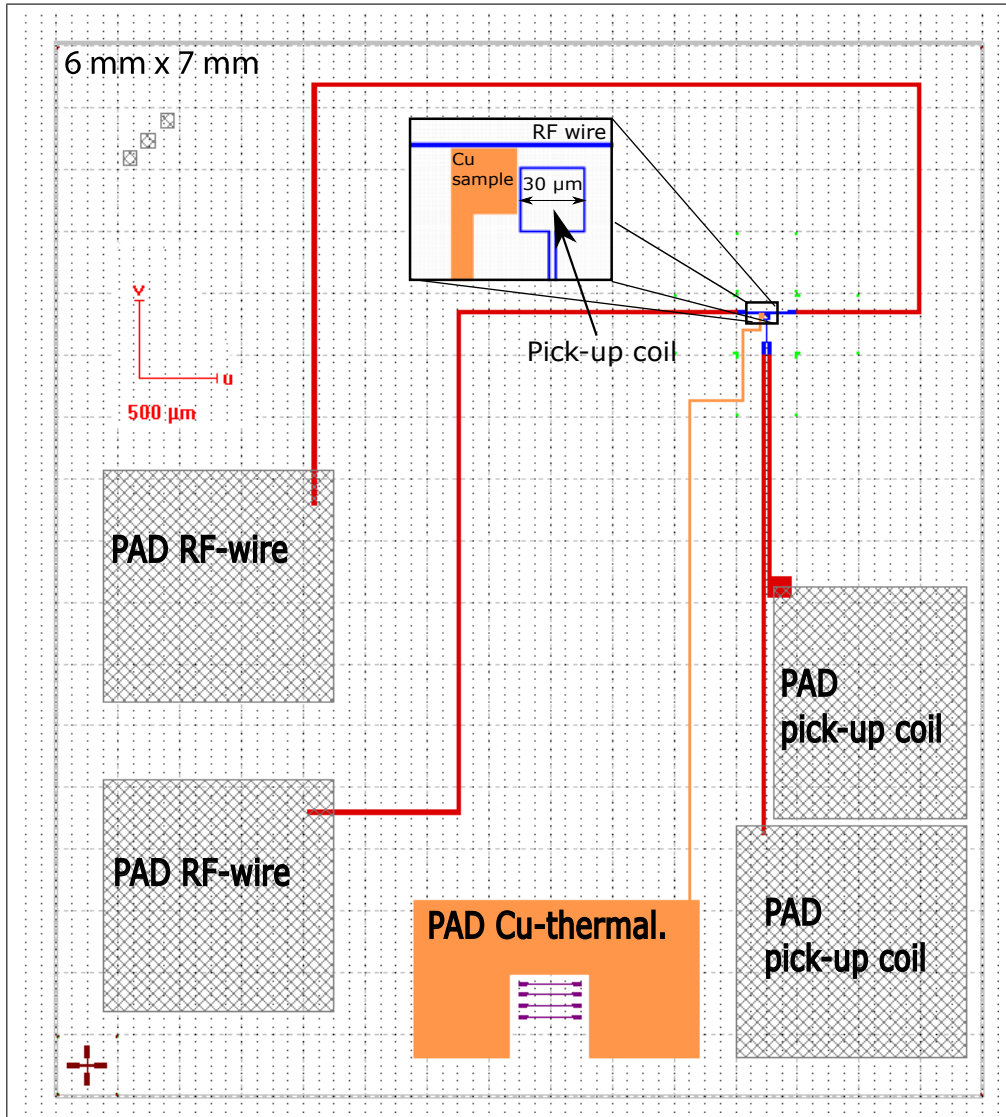 6 mm x 7 mm
RF wire
Cu
sample
30 µm
Pick-up coil
v
u
500 µm
PAD RF-wire
PAD
pick-up coil
PAD RF-wire
PAD Cu-thermal.
PAD
pick-up coil